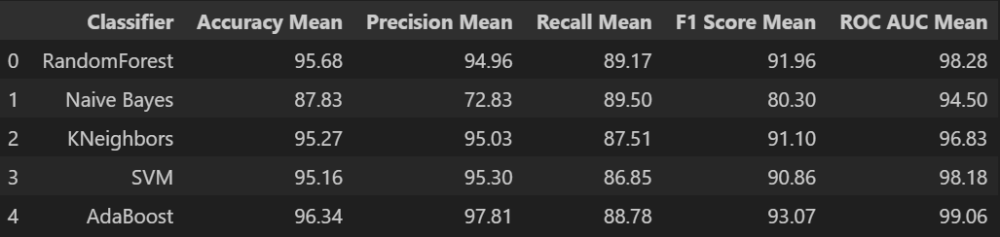 Classifier Accuracy Mean Precision Mean Recall Mean F1 Score Mean ROC AUC Mean
0 RandomForest 95.68 94.96 89.17 91.96 98.28
1 Naive Bayes 87.83 72.83 89.50 80.30 94.50
2 KNeighbors 95.27 95.03 87.51 91.10 96.83
3 SVM 95.16 95.30 86.85 90.86 98.18
4 AdaBoost 96.34 97.81 88.78 93.07 99.06